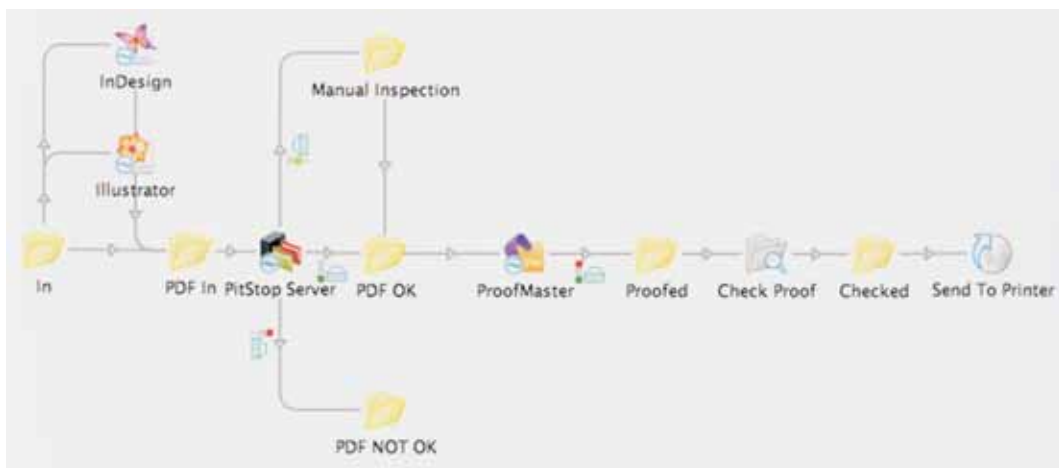 InDesign
Manual Inspection
Illustrator
In
PDF In
PitStop Server
PDF OK
ProofMaster
Proofed
Check Proof
Checked
Send To Printer
PDF NOT OK